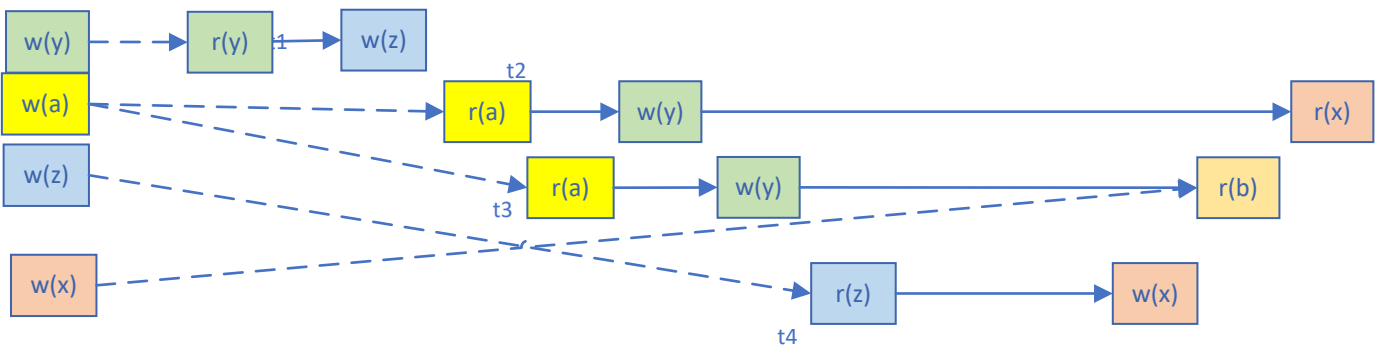 w(y) r(y) t1 w(z)
t2
w(a) r(a) w(y) r(x)
w(z) r(a) w(y) r(b)
t3
w(x) r(z) w(x)
t4